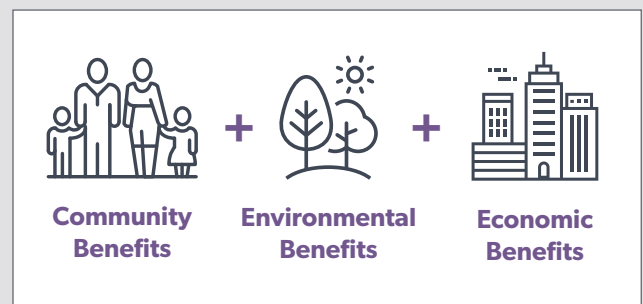 + +
Community
Benefits
Environmental
Benefits
Economic
Benefits